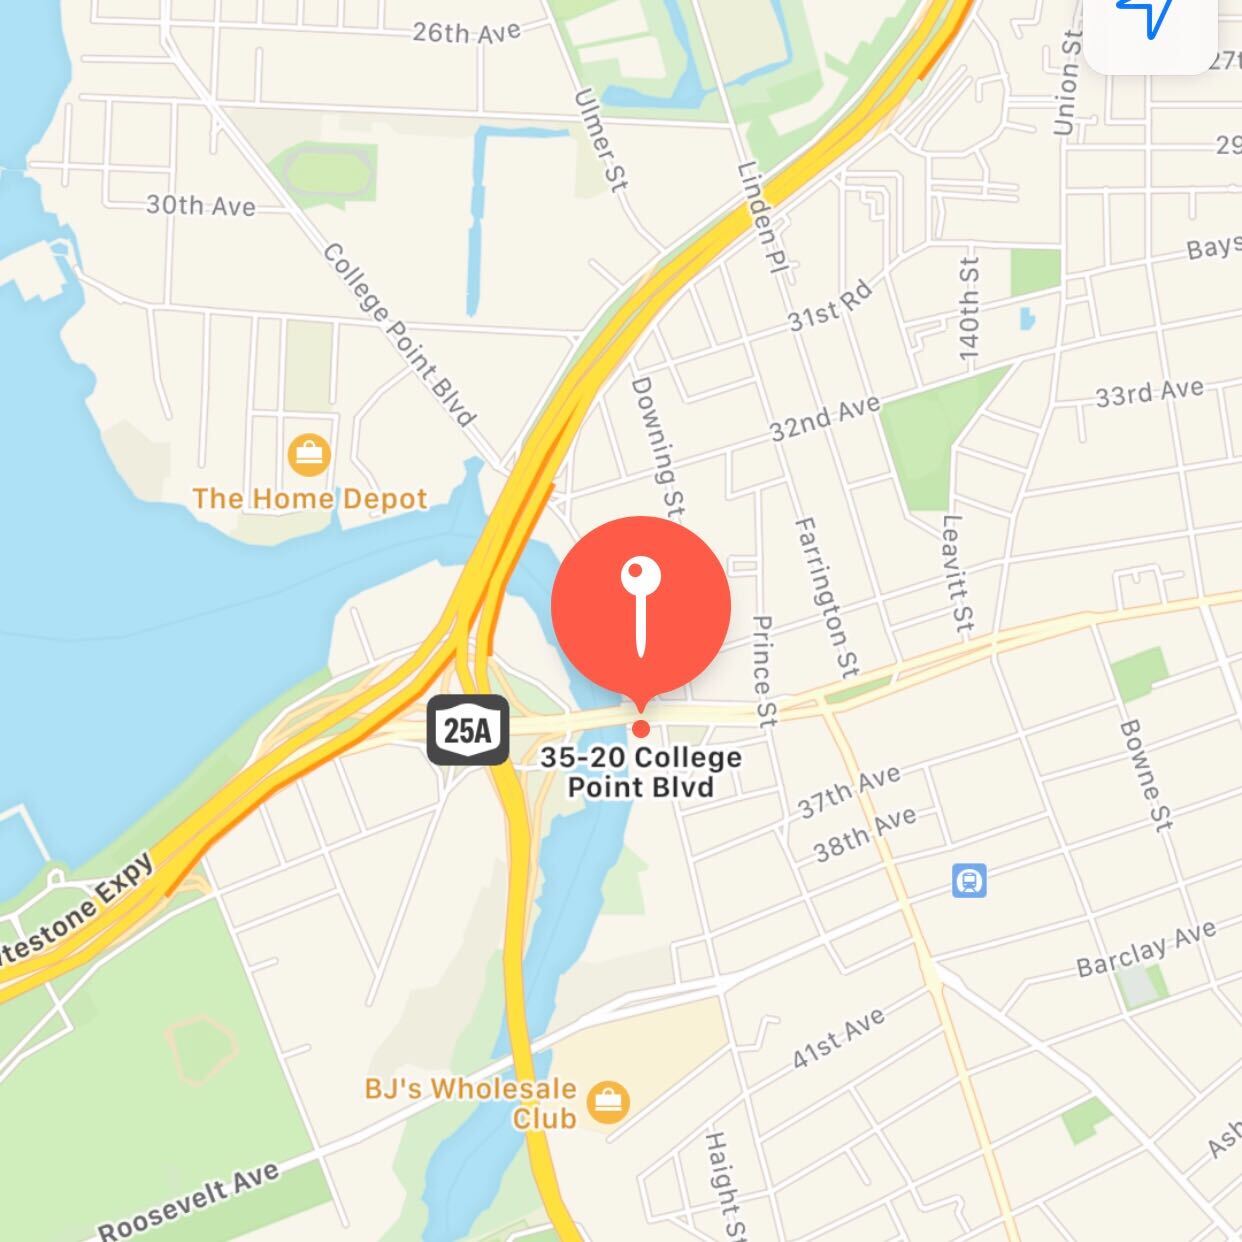 26th Ave
Ulmer St
Union St
27t
29
30th Ave
Linden Pl
Bays
College Point Blvd
31st Rd
140th St
Downing St
32nd Ave
33rd Ave
The Home Depot
Farrington St
Leavitt St
Prince St
25A
35-20 College
Point Blvd
37th Ave
38th Ave
Bowne St
testone Expy
Barclay Ave
41st Ave
BJ's Wholesale
Club
Haight St
Ash
Roosevelt Ave